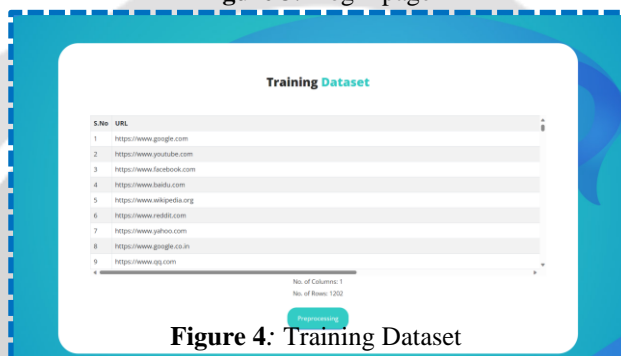 Training Dataset
S.No URL
1 https://www.google.com
2 https://www.youtube.com
3 https://www.facebook.com
4 https://www.baidu.com
5 https://www.wikipedia.org
6 https://www.reddit.com
7 https://www.yahoo.com
8 https://www.google.co.in
9 https://www.qq.com
No. of Columns: 1
No. of Rows: 1202
Preprocessing
Figure 4: Training Dataset